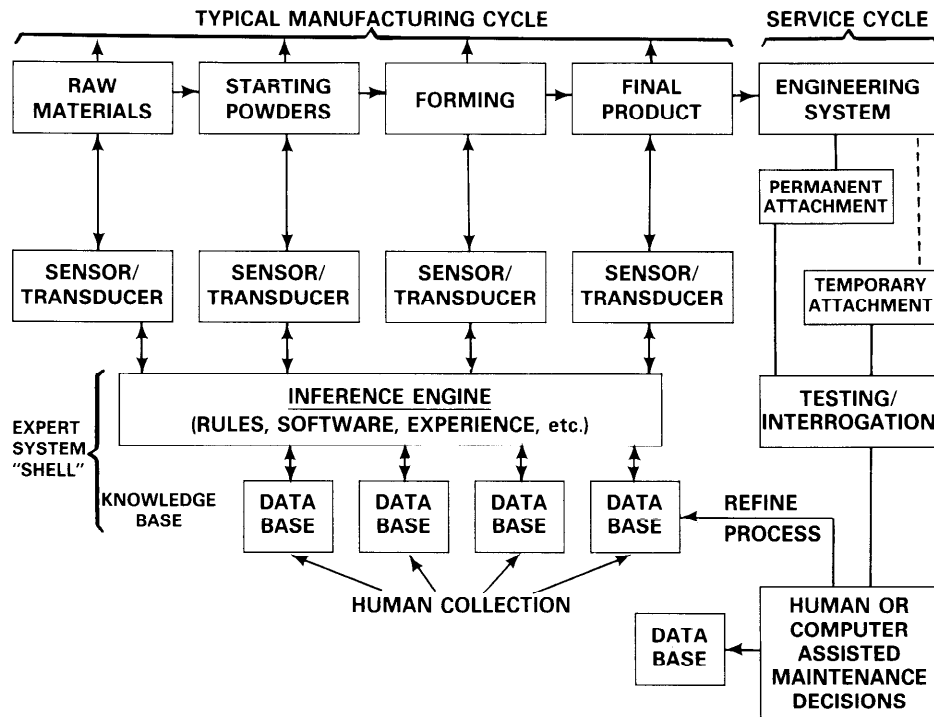 TYPICAL MANUFACTURING CYCLE
SERVICE CYCLE
RAW
MATERIALS
STARTING
POWDERS
FORMING
FINAL
PRODUCT
ENGINEERING
SYSTEM
PERMANENT
ATTACHMENT
SENSOR/
TRANSDUCER
SENSOR/
TRANSDUCER
SENSOR/
TRANSDUCER
SENSOR/
TRANSDUCER
TEMPORARY
ATTACHMENT
EXPERT
SYSTEM
"SHELL"
INFERENCE ENGINE
(RULES, SOFTWARE, EXPERIENCE, etc.)
TESTING/
INTERROGATION
KNOWLEDGE
BASE
DATA
BASE
DATA
BASE
DATA
BASE
DATA
BASE
REFINE
PROCESS
HUMAN COLLECTION
DATA
BASE
HUMAN OR
COMPUTER
ASSISTED
MAINTENANCE
DECISIONS